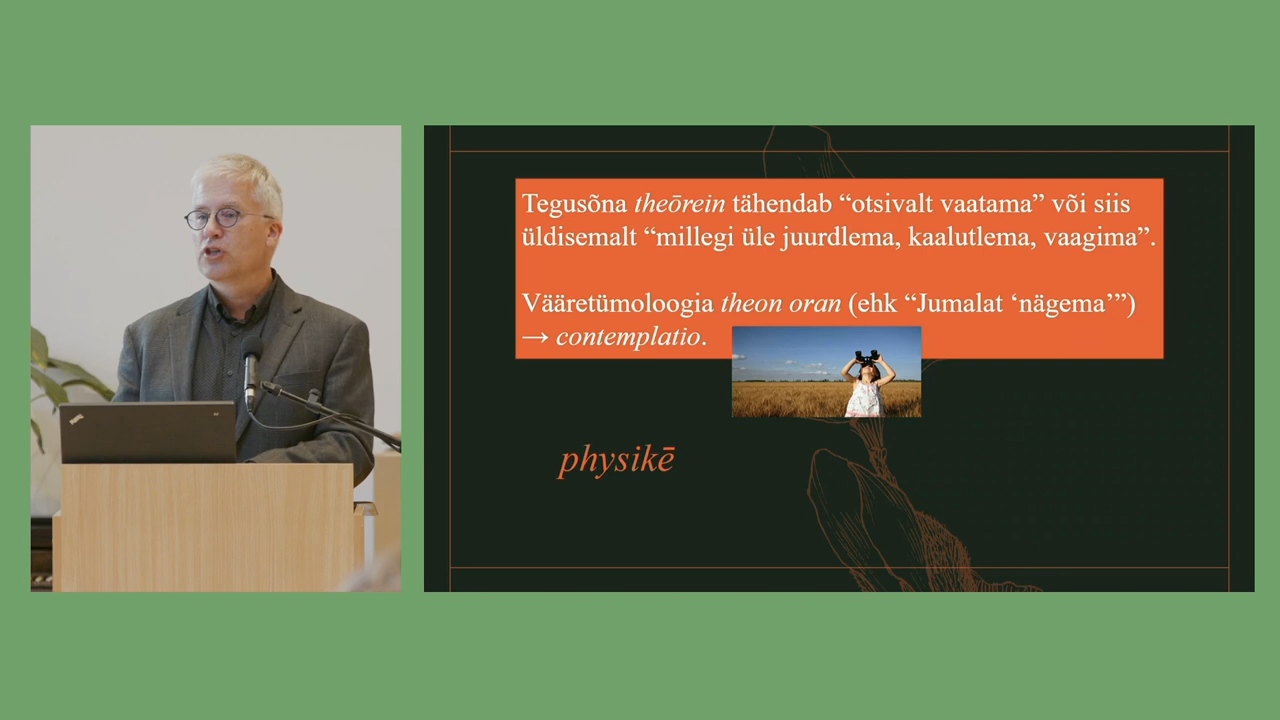 Tegusõna theōrein tähendab “otsivalt vaatama” või siis
üldisemalt “millegi üle juurdlema, kaalutlema, vaagima”.
Vääretümoloogia theon oran (ehk “Jumalat ‘nägema’”)
→ contemplatio.
physikē